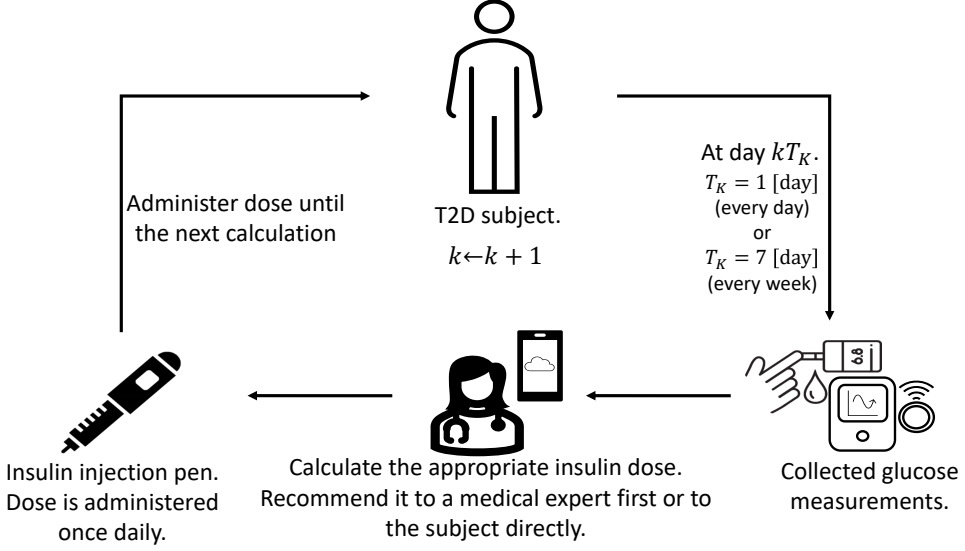 At day kT_K.
T_K = 1 [day]
(every day)
or
T_K = 7 [day]
(every week)
Administer dose until
the next calculation
T2D subject.
k←k + 1
6.8
Insulin injection pen.
Dose is administered
once daily.
Calculate the appropriate insulin dose.
Recommend it to a medical expert first or to
the subject directly.
Collected glucose
measurements.